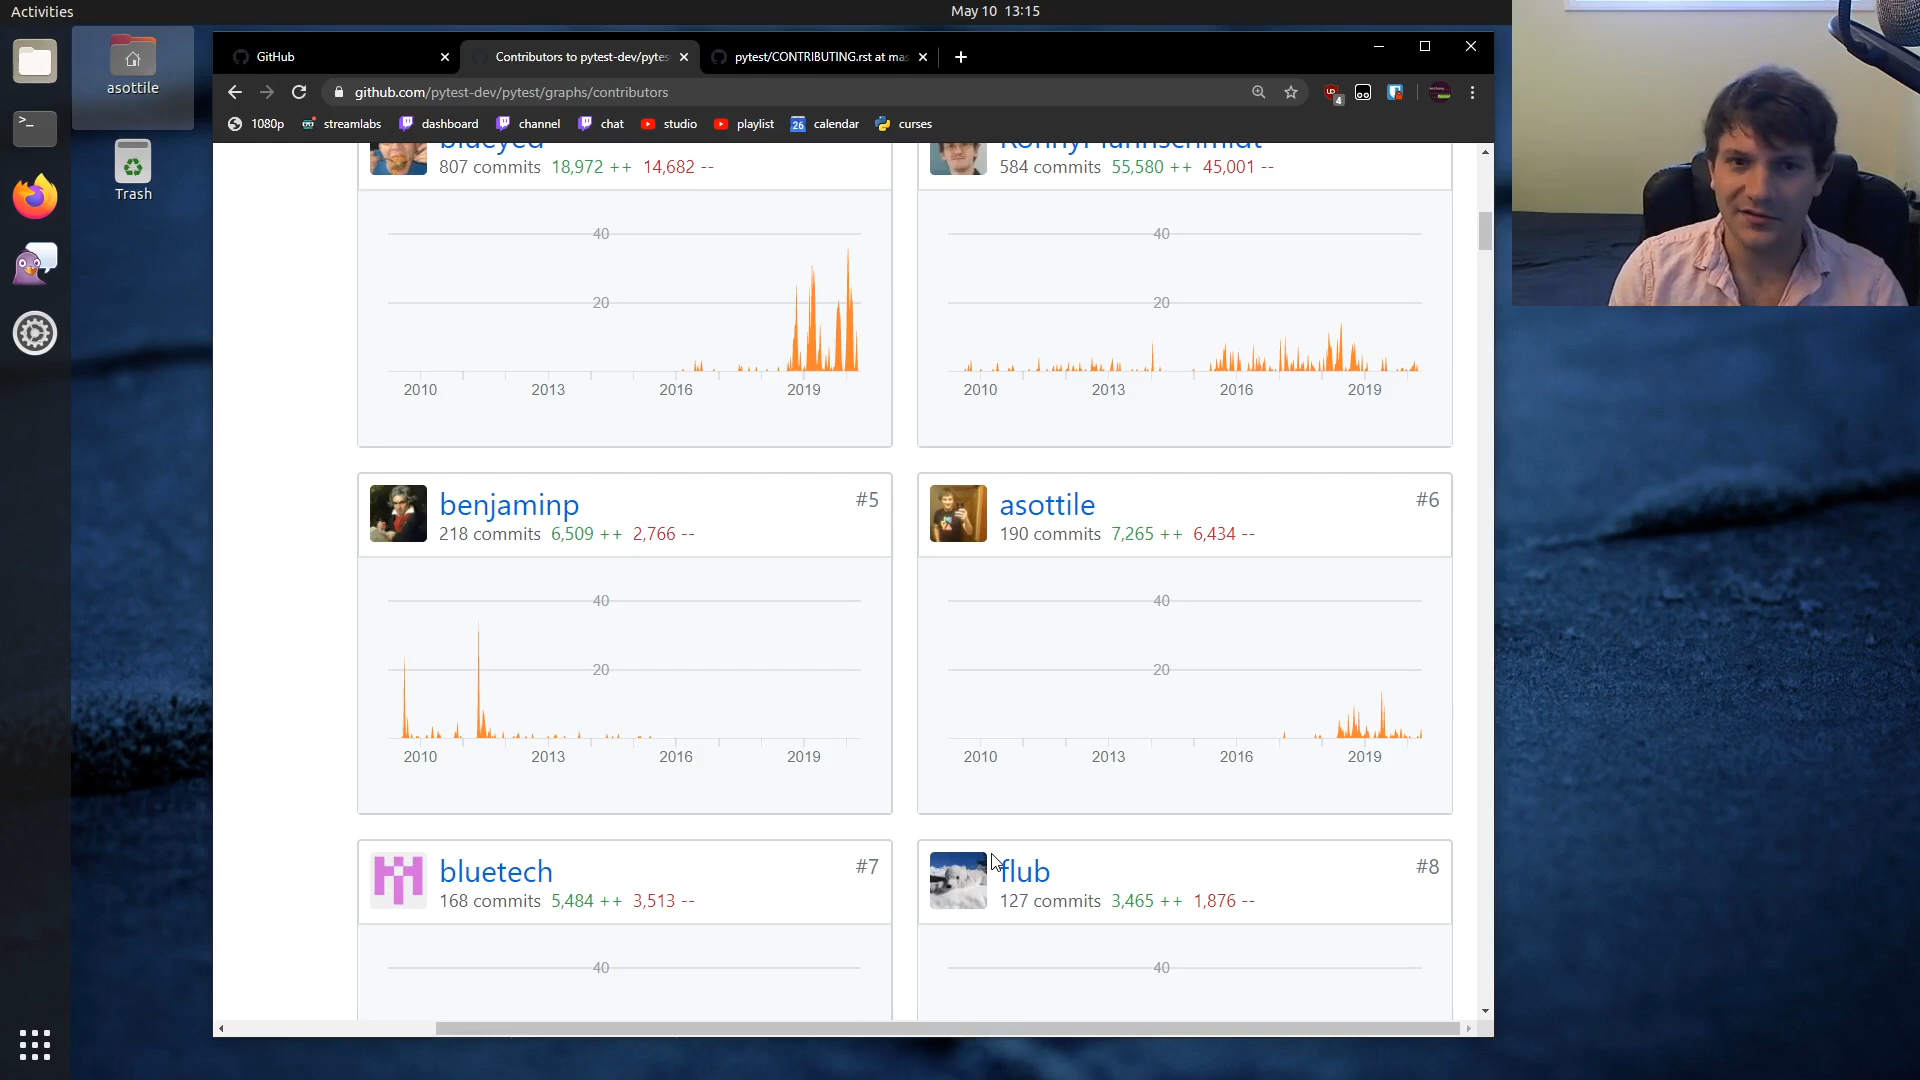 Activities
May 10 13:15
asottile
Trash
GitHub
Contributors to pytest-dev/pytes
pytest/CONTRIBUTING.rst at mas
github.com/pytest-dev/pytest/graphs/contributors
4
1080p
streamlabs
dashboard
channel
chat
studio
playlist
26
calendar
curses
blueyed
807 commits 18,972 ++ 14,682 --
40
20
2010
2013
2016
2019
RonnyPfannschmidt
584 commits 55,580 ++ 45,001 --
40
20
2010
2013
2016
2019
benjaminp
#5
218 commits 6,509 ++ 2,766 --
40
20
2010
2013
2016
2019
asottile
#6
190 commits 7,265 ++ 6,434 --
40
20
2010
2013
2016
2019
bluetech
#7
168 commits 5,484 ++ 3,513 --
40
flub
#8
127 commits 3,465 ++ 1,876 --
40